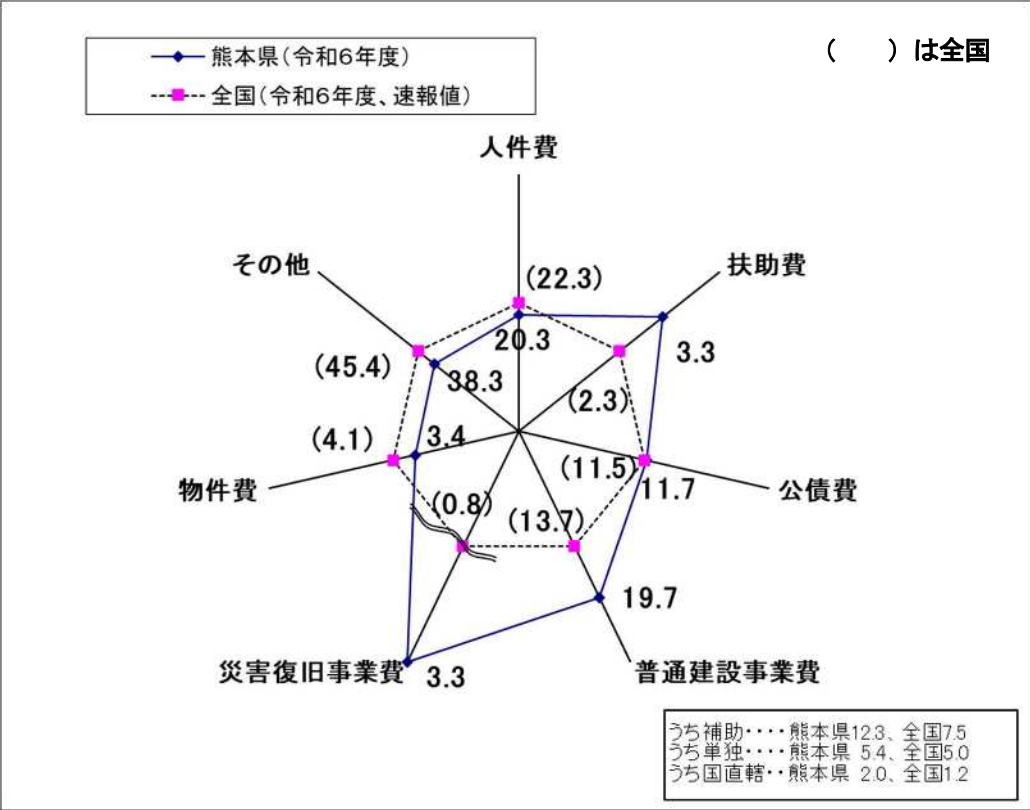 熊本県(令和6年度)
全国(令和6年度、速報値)
(　　)は全国
人件費
(22.3)
20.3
扶助費
3.3
(2.3)
公債費
(11.5)
11.7
普通建設事業費
(13.7)
19.7
災害復旧事業費
(0.8)
3.3
物件費
(4.1)
3.4
その他
(45.4)
38.3
うち補助････熊本県12.3、全国7.5
うち単独････熊本県 5.4、全国5.0
うち国直轄･･熊本県 2.0、全国1.2